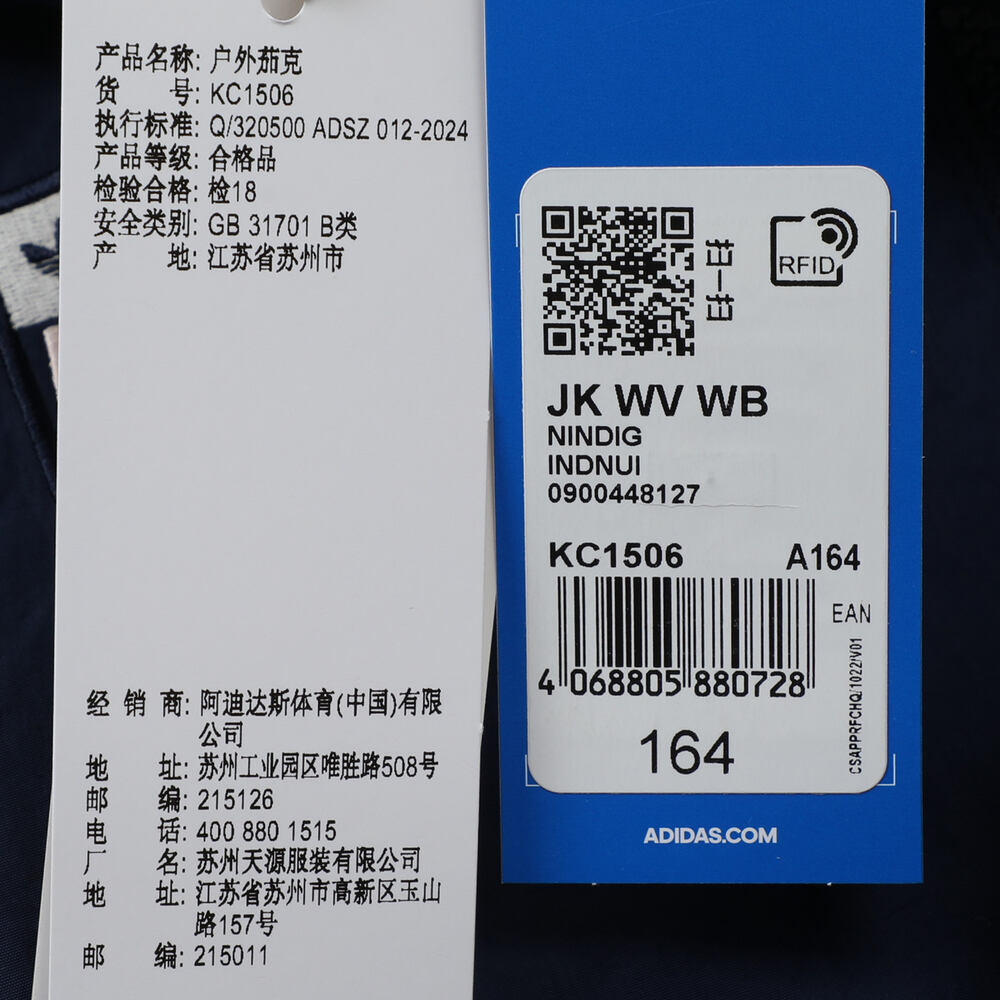 产品名称: 户外茄克
货 号: KC1506
执行标准: Q/320500 ADSZ 012-2024
产品等级: 合格品
检验合格: 检18
安全类别: GB 31701 B类
产 地: 江苏省苏州市
经 销 商: 阿迪达斯体育(中国)有限
公司
地 址: 苏州工业园区唯胜路508号
邮 编: 215126
电 话: 400 880 1515
厂 名: 苏州天源服装有限公司
地 址: 江苏省苏州市高新区玉山
路157号
邮 编: 215011
扫一扫
RFID
JK WV WB
NINDIG
INDNUI
0900448127
KC1506 A164
EAN
4 068805 880728
CSAPPRFCHQ/1022/V01
164
ADIDAS.COM